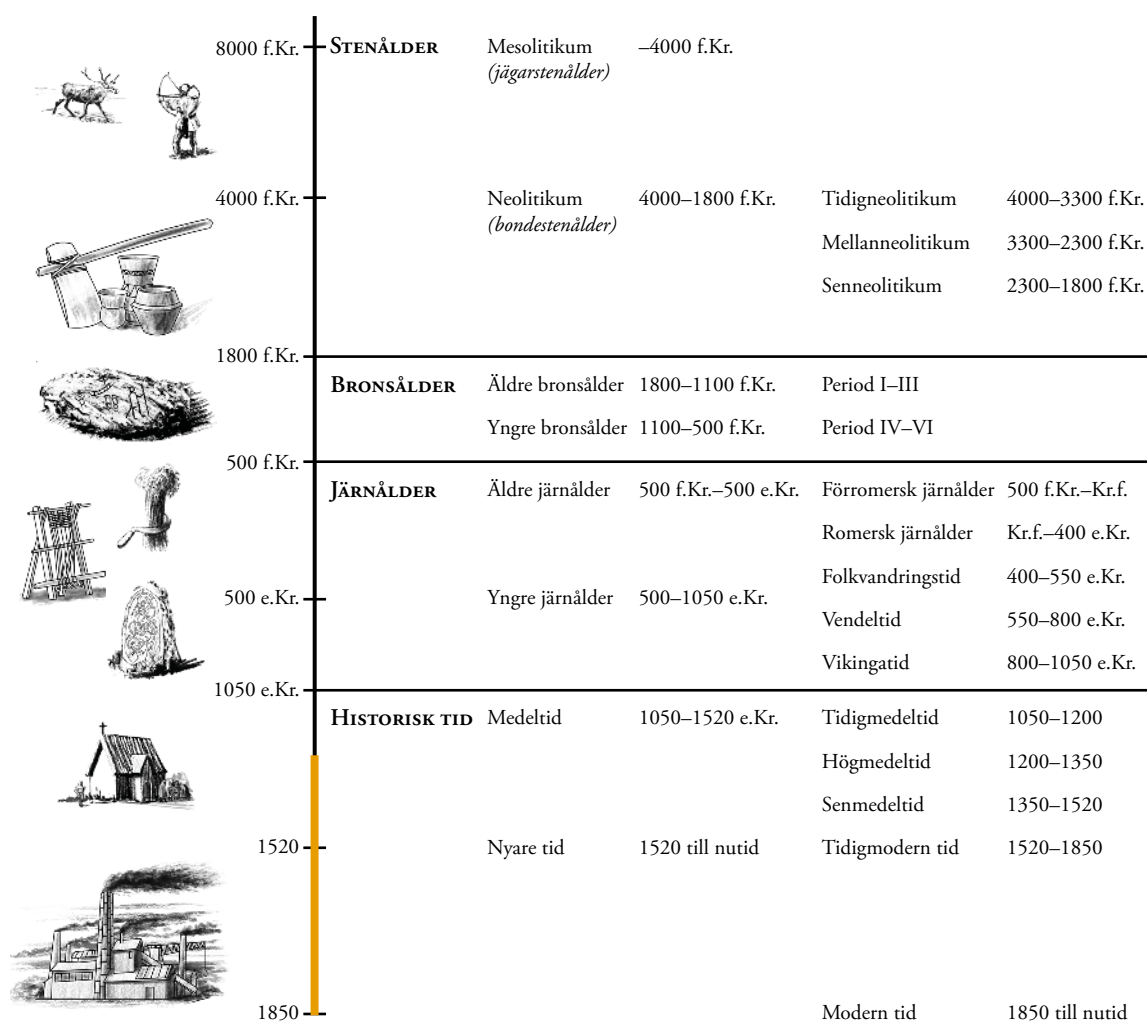 8000 f.Kr. STENÅLDER Mesolitikum –4000 f.Kr.
(jägarstenålder)
4000 f.Kr. Neolitikum 4000–1800 f.Kr. Tidigneolitikum 4000–3300 f.Kr.
(bondestenålder)
Mellanneolitikum 3300–2300 f.Kr.
Senneolitikum 2300–1800 f.Kr.
1800 f.Kr.
BRONSÅLDER Äldre bronsålder 1800–1100 f.Kr. Period I–III
Yngre bronsålder 1100–500 f.Kr. Period IV–VI
500 f.Kr.
JÄRNÅLDER Äldre järnålder 500 f.Kr.–500 e.Kr. Förromersk järnålder 500 f.Kr.–Kr.f.
Romersk järnålder Kr.f.–400 e.Kr.
Folkvandringstid 400–550 e.Kr.
500 e.Kr. Yngre järnålder 500–1050 e.Kr.
Vendeltid 550–800 e.Kr.
Vikingatid 800–1050 e.Kr.
1050 e.Kr.
HISTORISK TID Medeltid 1050–1520 e.Kr. Tidigmedeltid 1050–1200
Högmedeltid 1200–1350
Senmedeltid 1350–1520
1520 Nyare tid 1520 till nutid Tidigmodern tid 1520–1850
1850 Modern tid 1850 till nutid